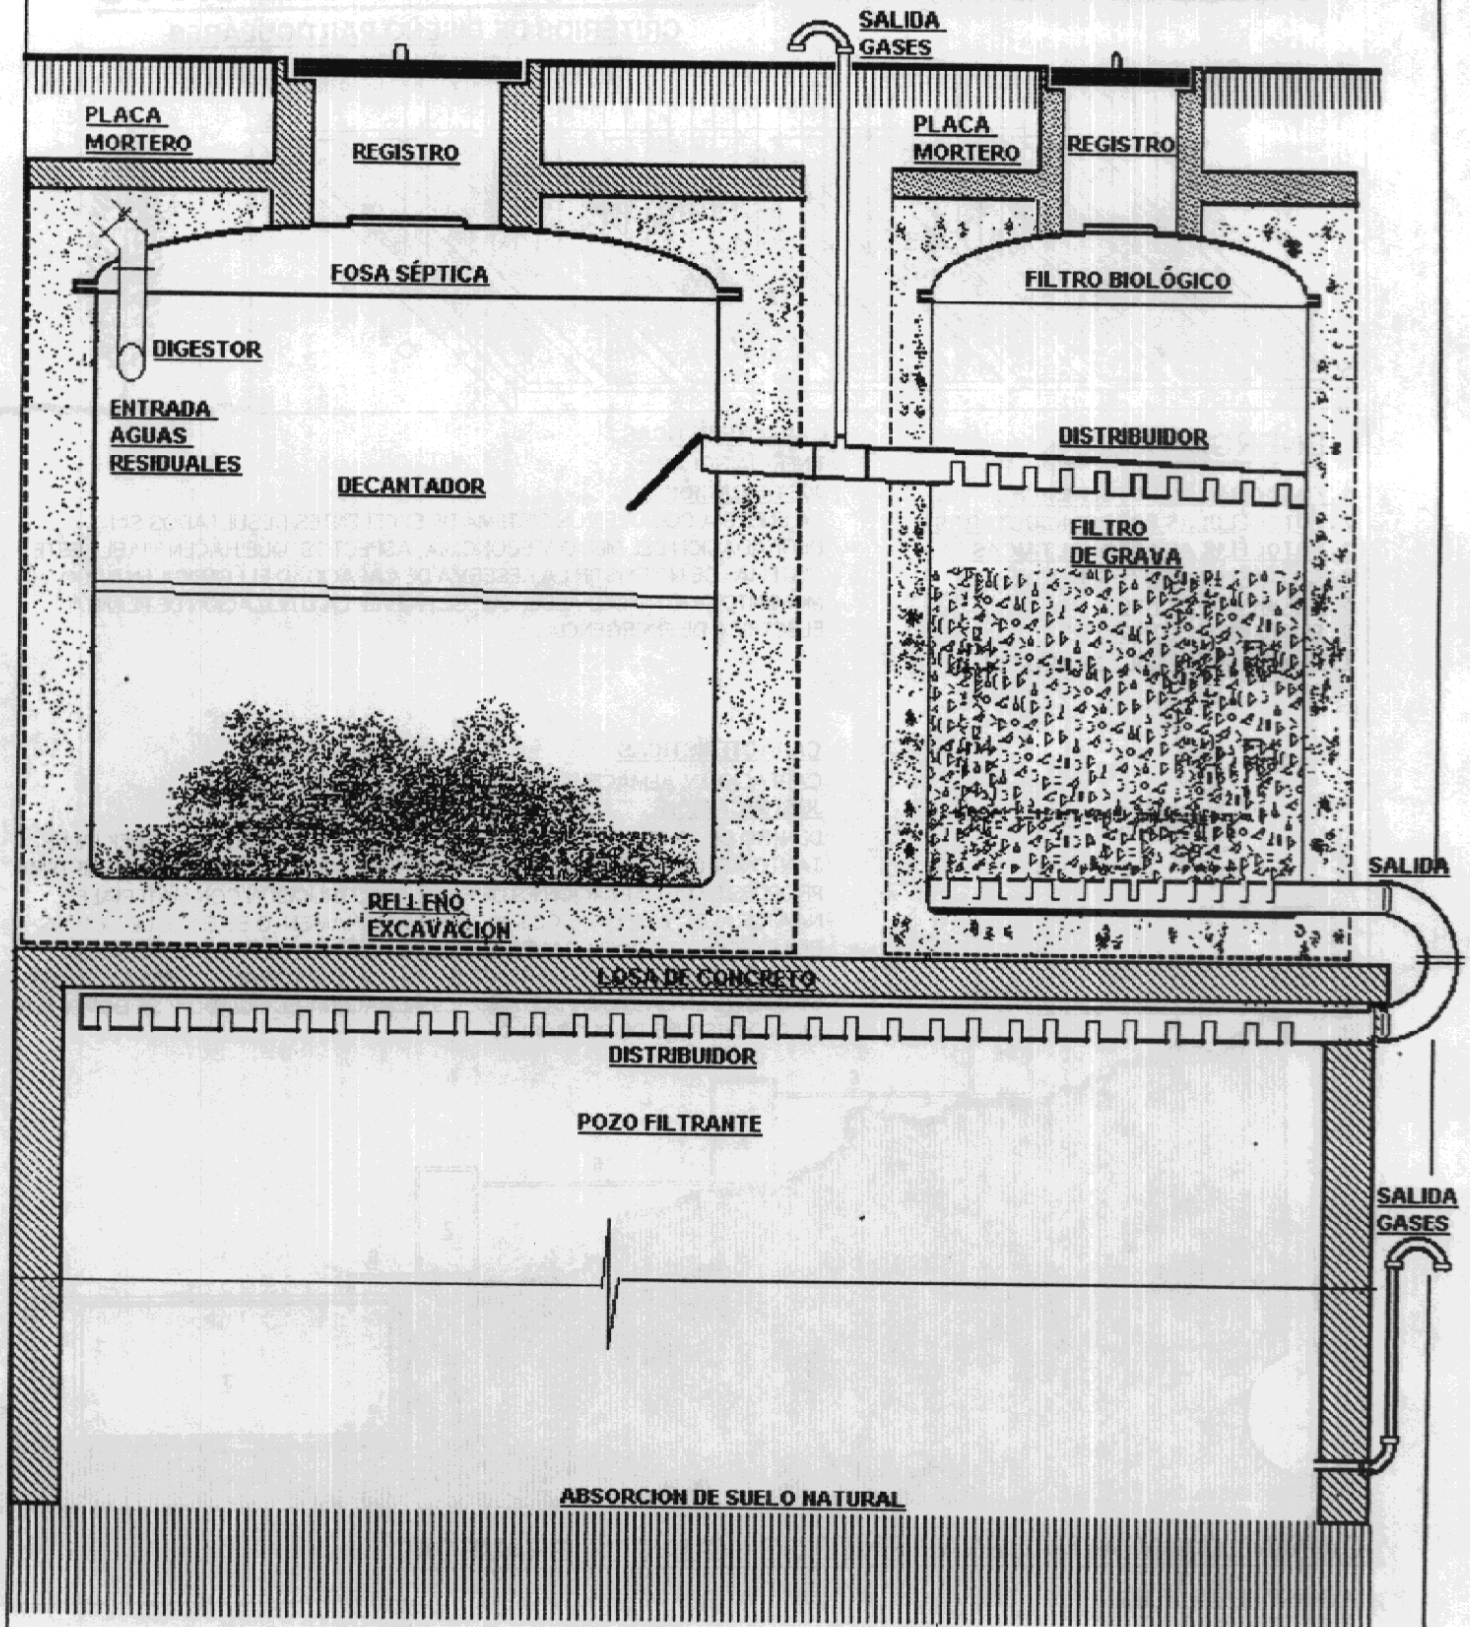 SALIDA
GASES
PLACA
MORTERO
REGISTRO
PLACA
MORTERO
REGISTRO
FOSA SÉPTICA
FILTRO BIOLÓGICO
DIGESTOR
ENTRADA
AGUAS
RESIDUALES
DECANTADOR
DISTRIBUIDOR
FILTRO
DE GRAVA
SALIDA
RELLENO
EXCAVACION
LOSA DE CONCRETO
DISTRIBUIDOR
POZO FILTRANTE
SALIDA
GASES
ABSORCION DE SUELO NATURAL